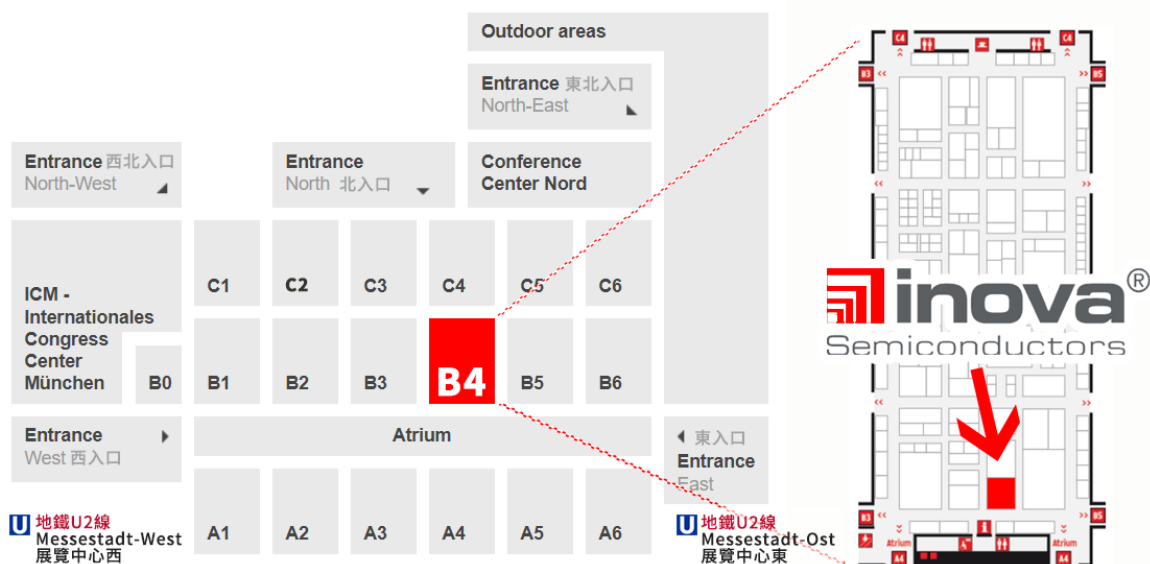 Outdoor areas
Entrance 東北入口
North-East
Entrance 西北入口
North-West
Entrance
North 北入口
Conference
Center Nord
ICM -
Internationales
Congress
Center
München
C1
C2
C3
C4
C5
C6
B0
B1
B2
B3
B4
B5
B6
Entrance
West 西入口
Atrium
東入口
Entrance
East
A1
A2
A3
A4
A5
A6
U 地鐵U2線
Messestadt-West
展覽中心西
U 地鐵U2線
Messestadt-Ost
展覽中心東
C4
C4
B3
B5
inova®
Semiconductors
B3
B5
i
Atrium
Atrium
A4
A4